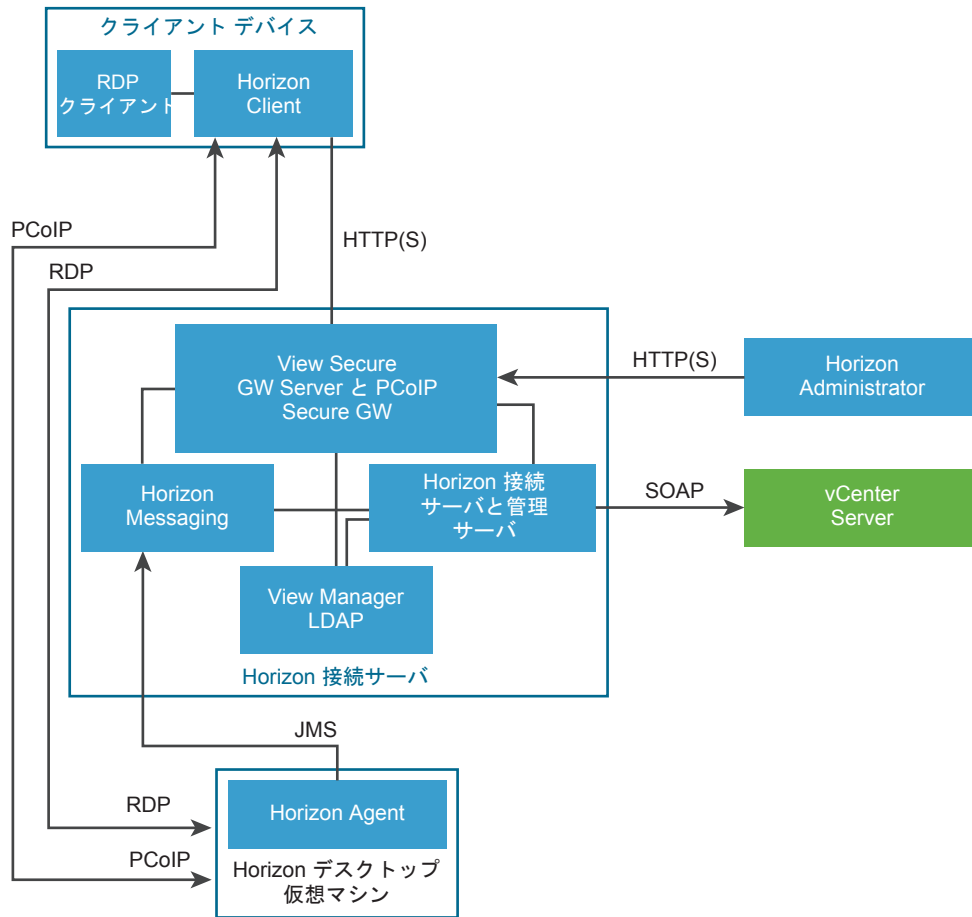 クライアント デバイス
RDP
クライアント
Horizon
Client
PCoIP
HTTP(S)
RDP
View Secure
GW Server と PCoIP
Secure GW
HTTP(S)
Horizon
Administrator
Horizon
Messaging
Horizon 接続
サーバと管理
サーバ
SOAP
vCenter
Server
View Manager
LDAP
Horizon 接続サーバ
JMS
RDP
Horizon Agent
PCoIP
Horizon デスクトップ
仮想マシン